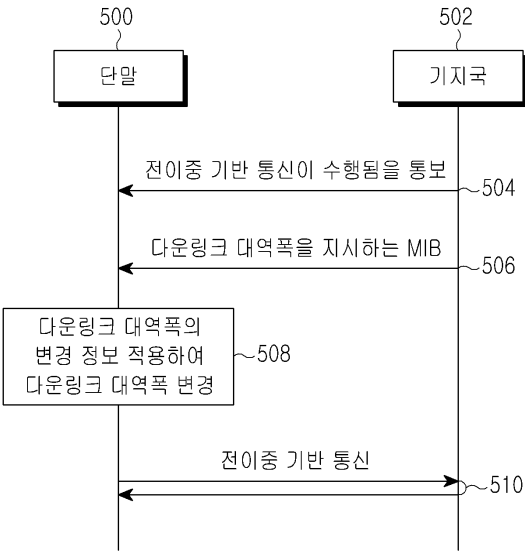 500
502
단말
기지국
전이중 기반 통신이 수행됨을 통보
504
다운링크 대역폭을 지시하는 MIB
506
다운링크 대역폭의
변경 정보 적용하여
다운링크 대역폭 변경
508
전이중 기반 통신
510